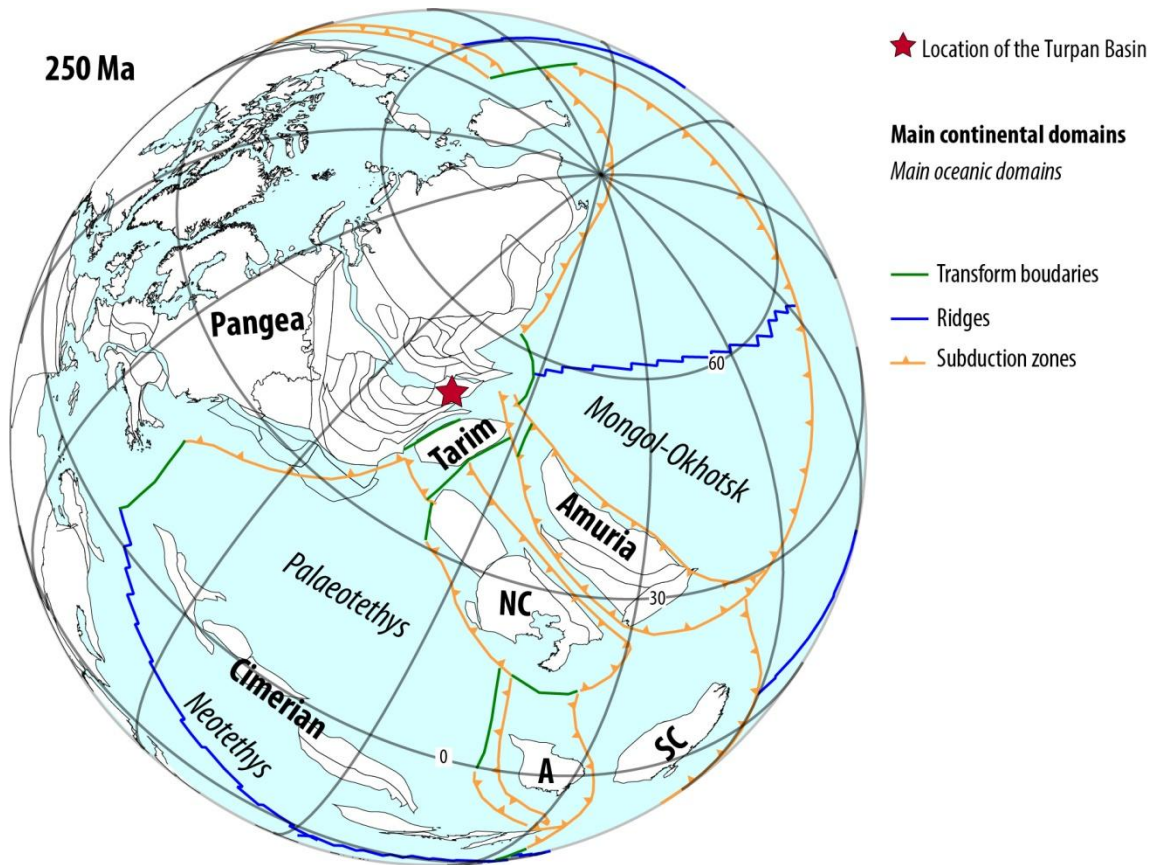 250 Ma
Location of the Turpan Basin
Main continental domains
Main oceanic domains
Transform boudaries
Ridges
Subduction zones
Pangea
60
Tarim
Mongol-Okhotsk
Amuria
Palaeotethys
NC
30
Cimerian
Neotethys
0
A
SC